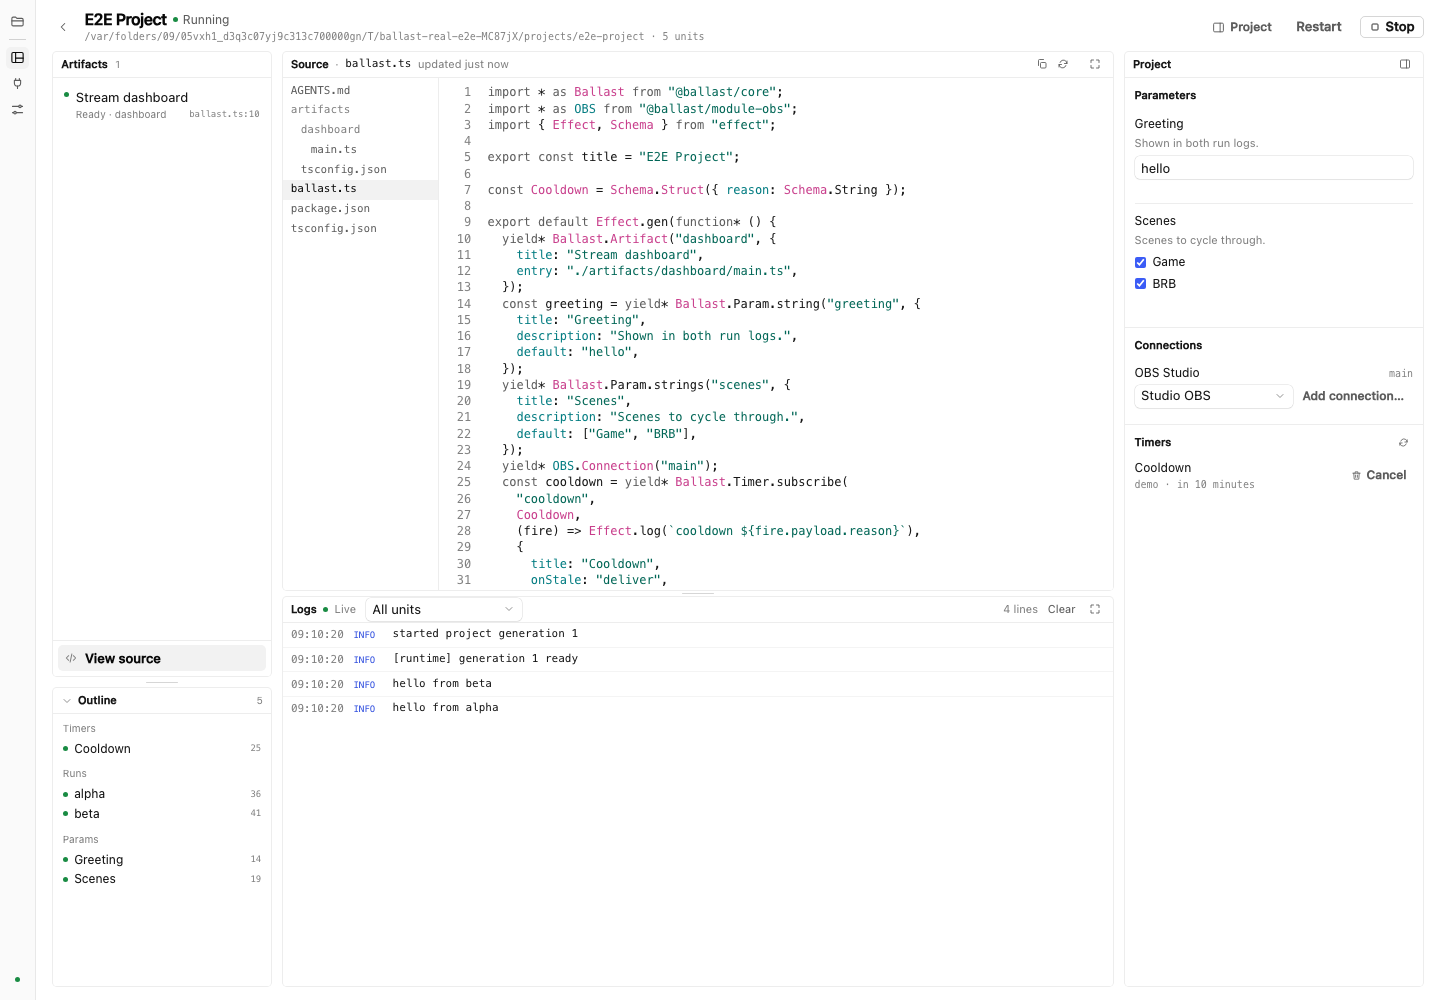 E2E Project
Running
/var/folders/09/05vxh1_d3q3c07yj9c313c700000gn/T/ballast-real-e2e-MC87jX/projects/e2e-project · 5 units
Project
Restart
Stop
Artifacts 1
Stream dashboard
Ready · dashboard ballast.ts:10
View source
Outline 5
Timers
Cooldown 25
Runs
alpha 36
beta 41
Params
Greeting 14
Scenes 19
Source · ballast.ts updated just now
AGENTS.md
artifacts
dashboard
main.ts
tsconfig.json
ballast.ts
package.json
tsconfig.json
1 import * as Ballast from "@ballast/core";
2 import * as OBS from "@ballast/module-obs";
3 import { Effect, Schema } from "effect";
4
5 export const title = "E2E Project";
6
7 const Cooldown = Schema.Struct({ reason: Schema.String });
8
9 export default Effect.gen(function* () {
10 yield* Ballast.Artifact("dashboard", {
11 title: "Stream dashboard",
12 entry: "./artifacts/dashboard/main.ts",
13 });
14 const greeting = yield* Ballast.Param.string("greeting", {
15 title: "Greeting",
16 description: "Shown in both run logs.",
17 default: "hello",
18 });
19 yield* Ballast.Param.strings("scenes", {
20 title: "Scenes",
21 description: "Scenes to cycle through.",
22 default: ["Game", "BRB"],
23 });
24 yield* OBS.Connection("main");
25 const cooldown = yield* Ballast.Timer.subscribe(
26 "cooldown",
27 Cooldown,
28 (fire) => Effect.log(`cooldown ${fire.payload.reason}`),
29 {
30 title: "Cooldown",
31 onStale: "deliver",
Logs Live All units 4 lines Clear
09:10:20 INFO started project generation 1
09:10:20 INFO [runtime] generation 1 ready
09:10:20 INFO hello from beta
09:10:20 INFO hello from alpha
Project
Parameters
Greeting
Shown in both run logs.
hello
Scenes
Scenes to cycle through.
Game
BRB
Connections
OBS Studio main
Studio OBS Add connection...
Timers
Cooldown
demo · in 10 minutes
Cancel